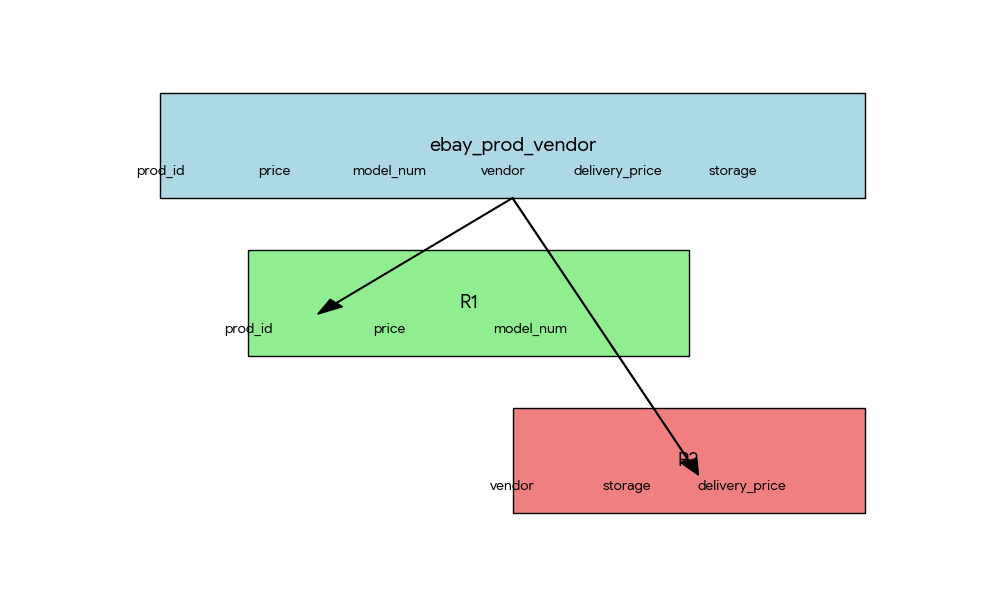 ebay_prod_vendor
prod_id price model_num vendor delivery_price storage
R1
prod_id price model_num
R2
vendor storage delivery_price